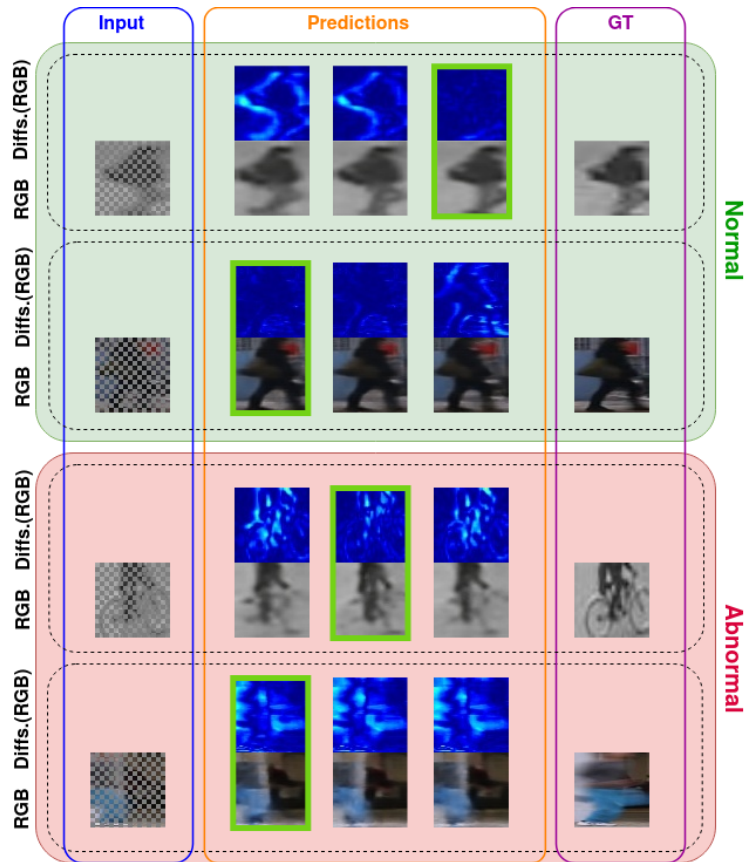 Input
Predictions
GT
Diffs.(RGB)
RGB
Diffs.(RGB)
RGB
Normal
Diffs.(RGB)
RGB
Diffs.(RGB)
RGB
Abnormal